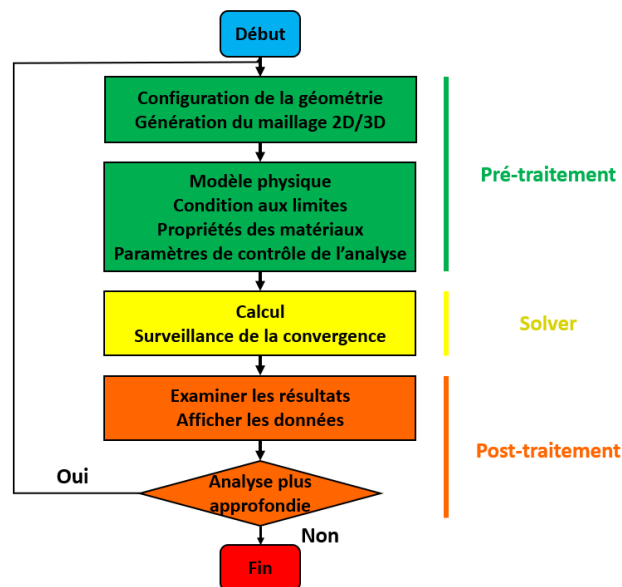 Début
Configuration de la géométrie
Génération du maillage 2D/3D
Modèle physique
Condition aux limites
Propriétés des matériaux
Paramètres de contrôle de l'analyse
Pré-traitement
Calcul
Surveillance de la convergence
Solver
Examiner les résultats
Afficher les données
Post-traitement
Analyse plus
approfondie
Oui
Non
Fin